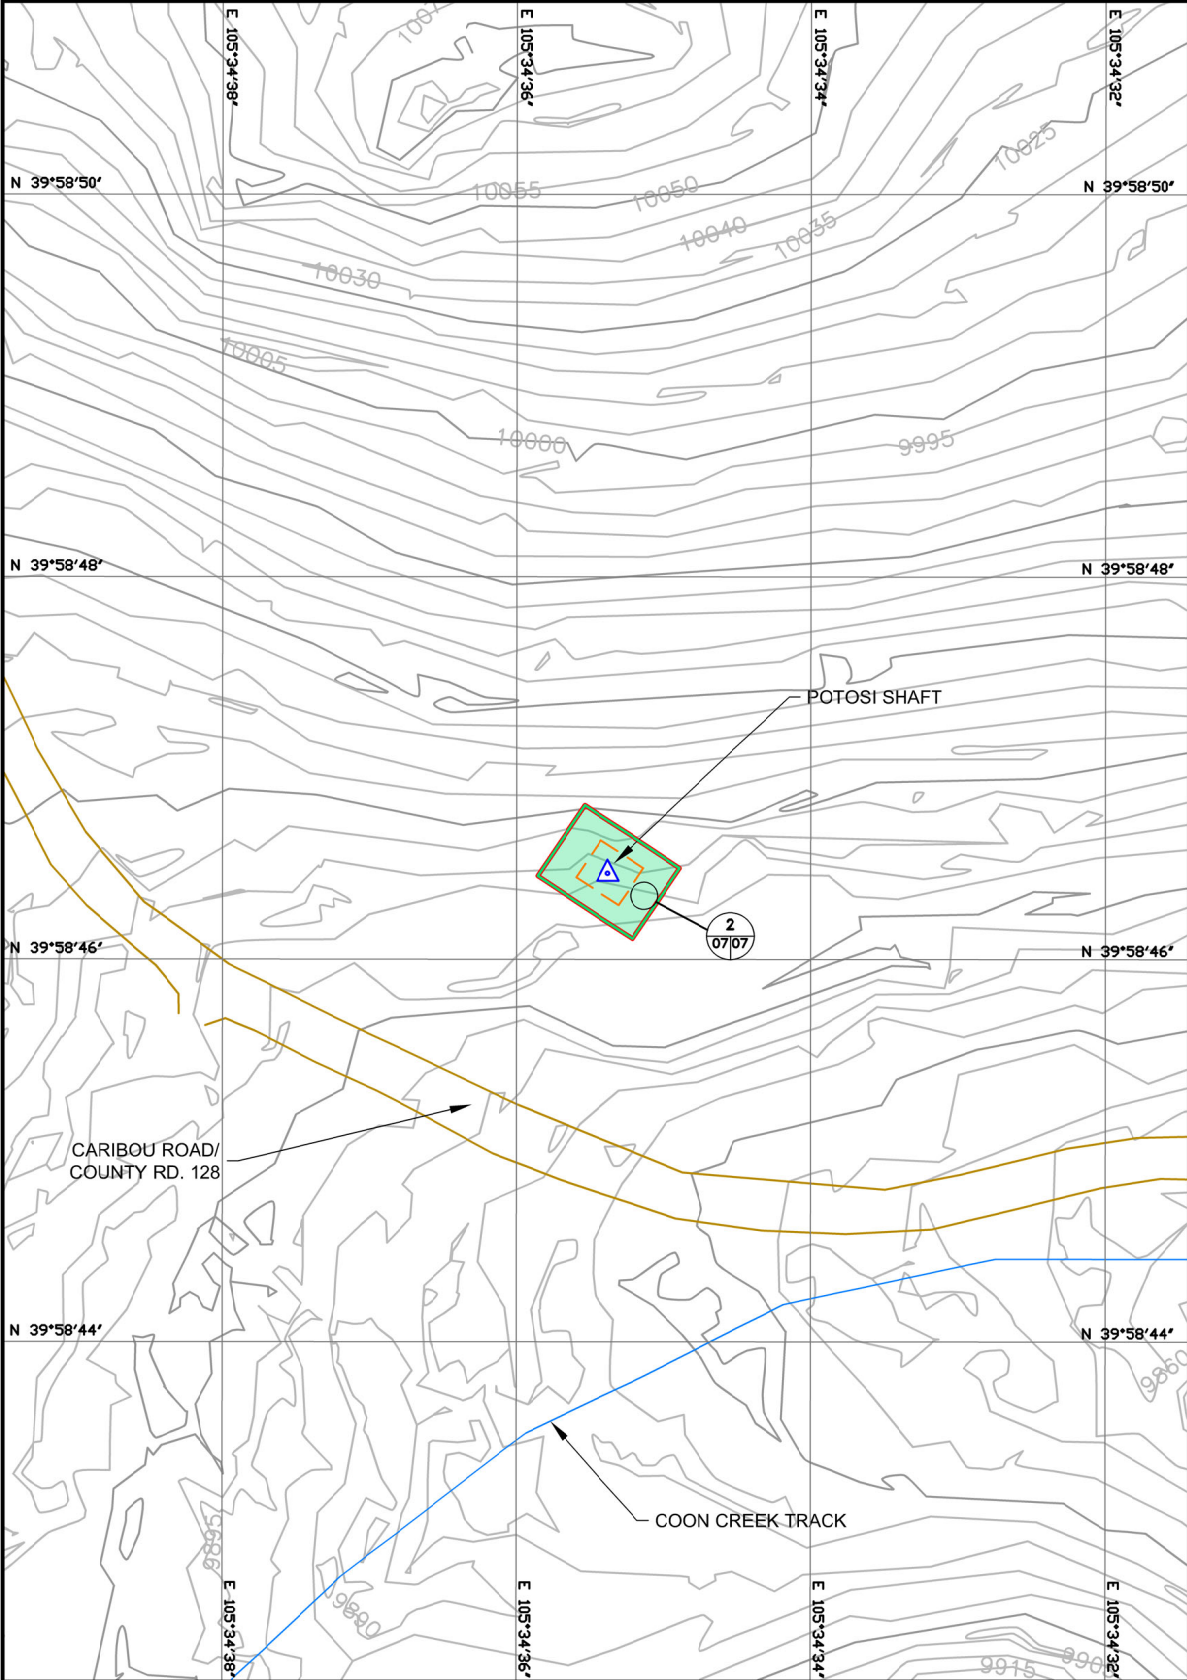 E 105°34'38" E 105°34'36" E 105°34'34" E 105°34'32"
10025
N 39°58'50" 10055 10050 N 39°58'50"
10040 10035
10030
10005
10000 9995
N 39°58'48" N 39°58'48"
POTOSI SHAFT
2
07 07
N 39°58'46" N 39°58'46"
CARIBOU ROAD/
COUNTY RD. 128
N 39°58'44" N 39°58'44"
9860
COON CREEK TRACK
9895
9890
E 105°34'38" E 105°34'36" E 105°34'34" E 105°34'32"
9915